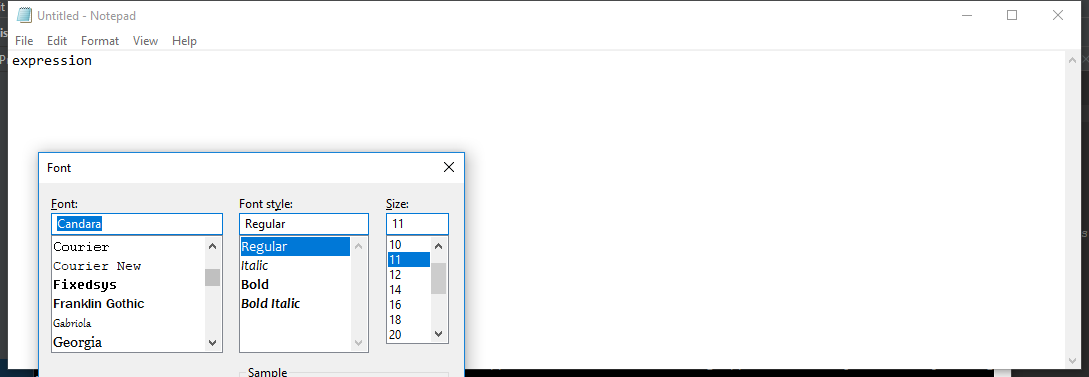 Untitled - Notepad
File Edit Format View Help
expression
Font
Font: Font style: Size:
Candara Regular 11
Courier
Courier New
Fixedsys
Franklin Gothic
Gabriola
Georgia
Regular
Italic
Bold
Bold Italic
10
11
12
14
16
18
20
Sample